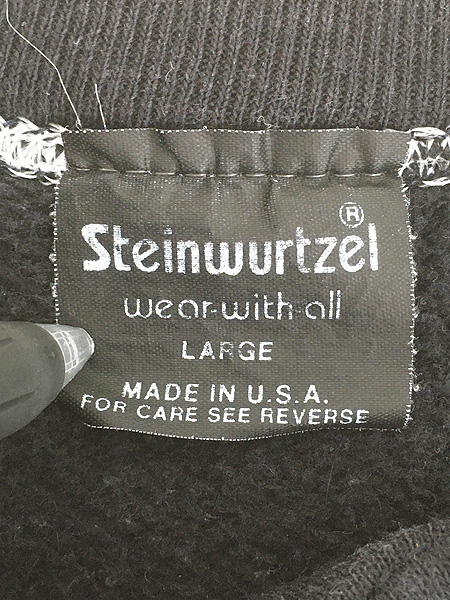 Steinwurtzel ®
wear-with-all
LARGE
MADE IN U.S.A.
FOR CARE SEE REVERSE